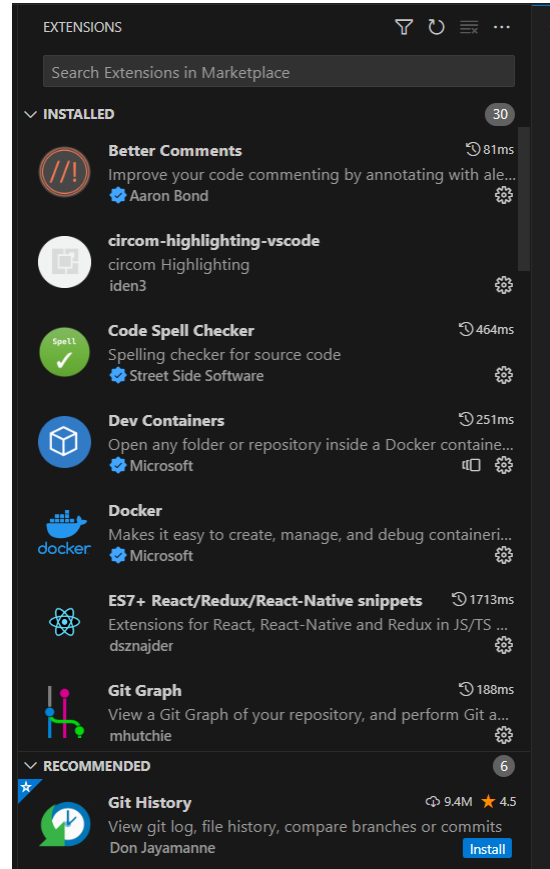 EXTENSIONS
Search Extensions in Marketplace
INSTALLED 30
//!
Better Comments 81ms
Improve your code commenting by annotating with ale...
Aaron Bond
circom-highlighting-vscode
circom Highlighting
iden3
Spell
Code Spell Checker 464ms
Spelling checker for source code
Street Side Software
Dev Containers 251ms
Open any folder or repository inside a Docker containe...
Microsoft
docker
Docker
Makes it easy to create, manage, and debug containeri...
Microsoft
ES7+ React/Redux/React-Native snippets 1713ms
Extensions for React, React-Native and Redux in JS/TS ...
dsznajder
Git Graph 188ms
View a Git Graph of your repository, and perform Git a...
mhutchie
RECOMMENDED 6
Git History 9.4M 4.5
View git log, file history, compare branches or commits
Don Jayamanne Install